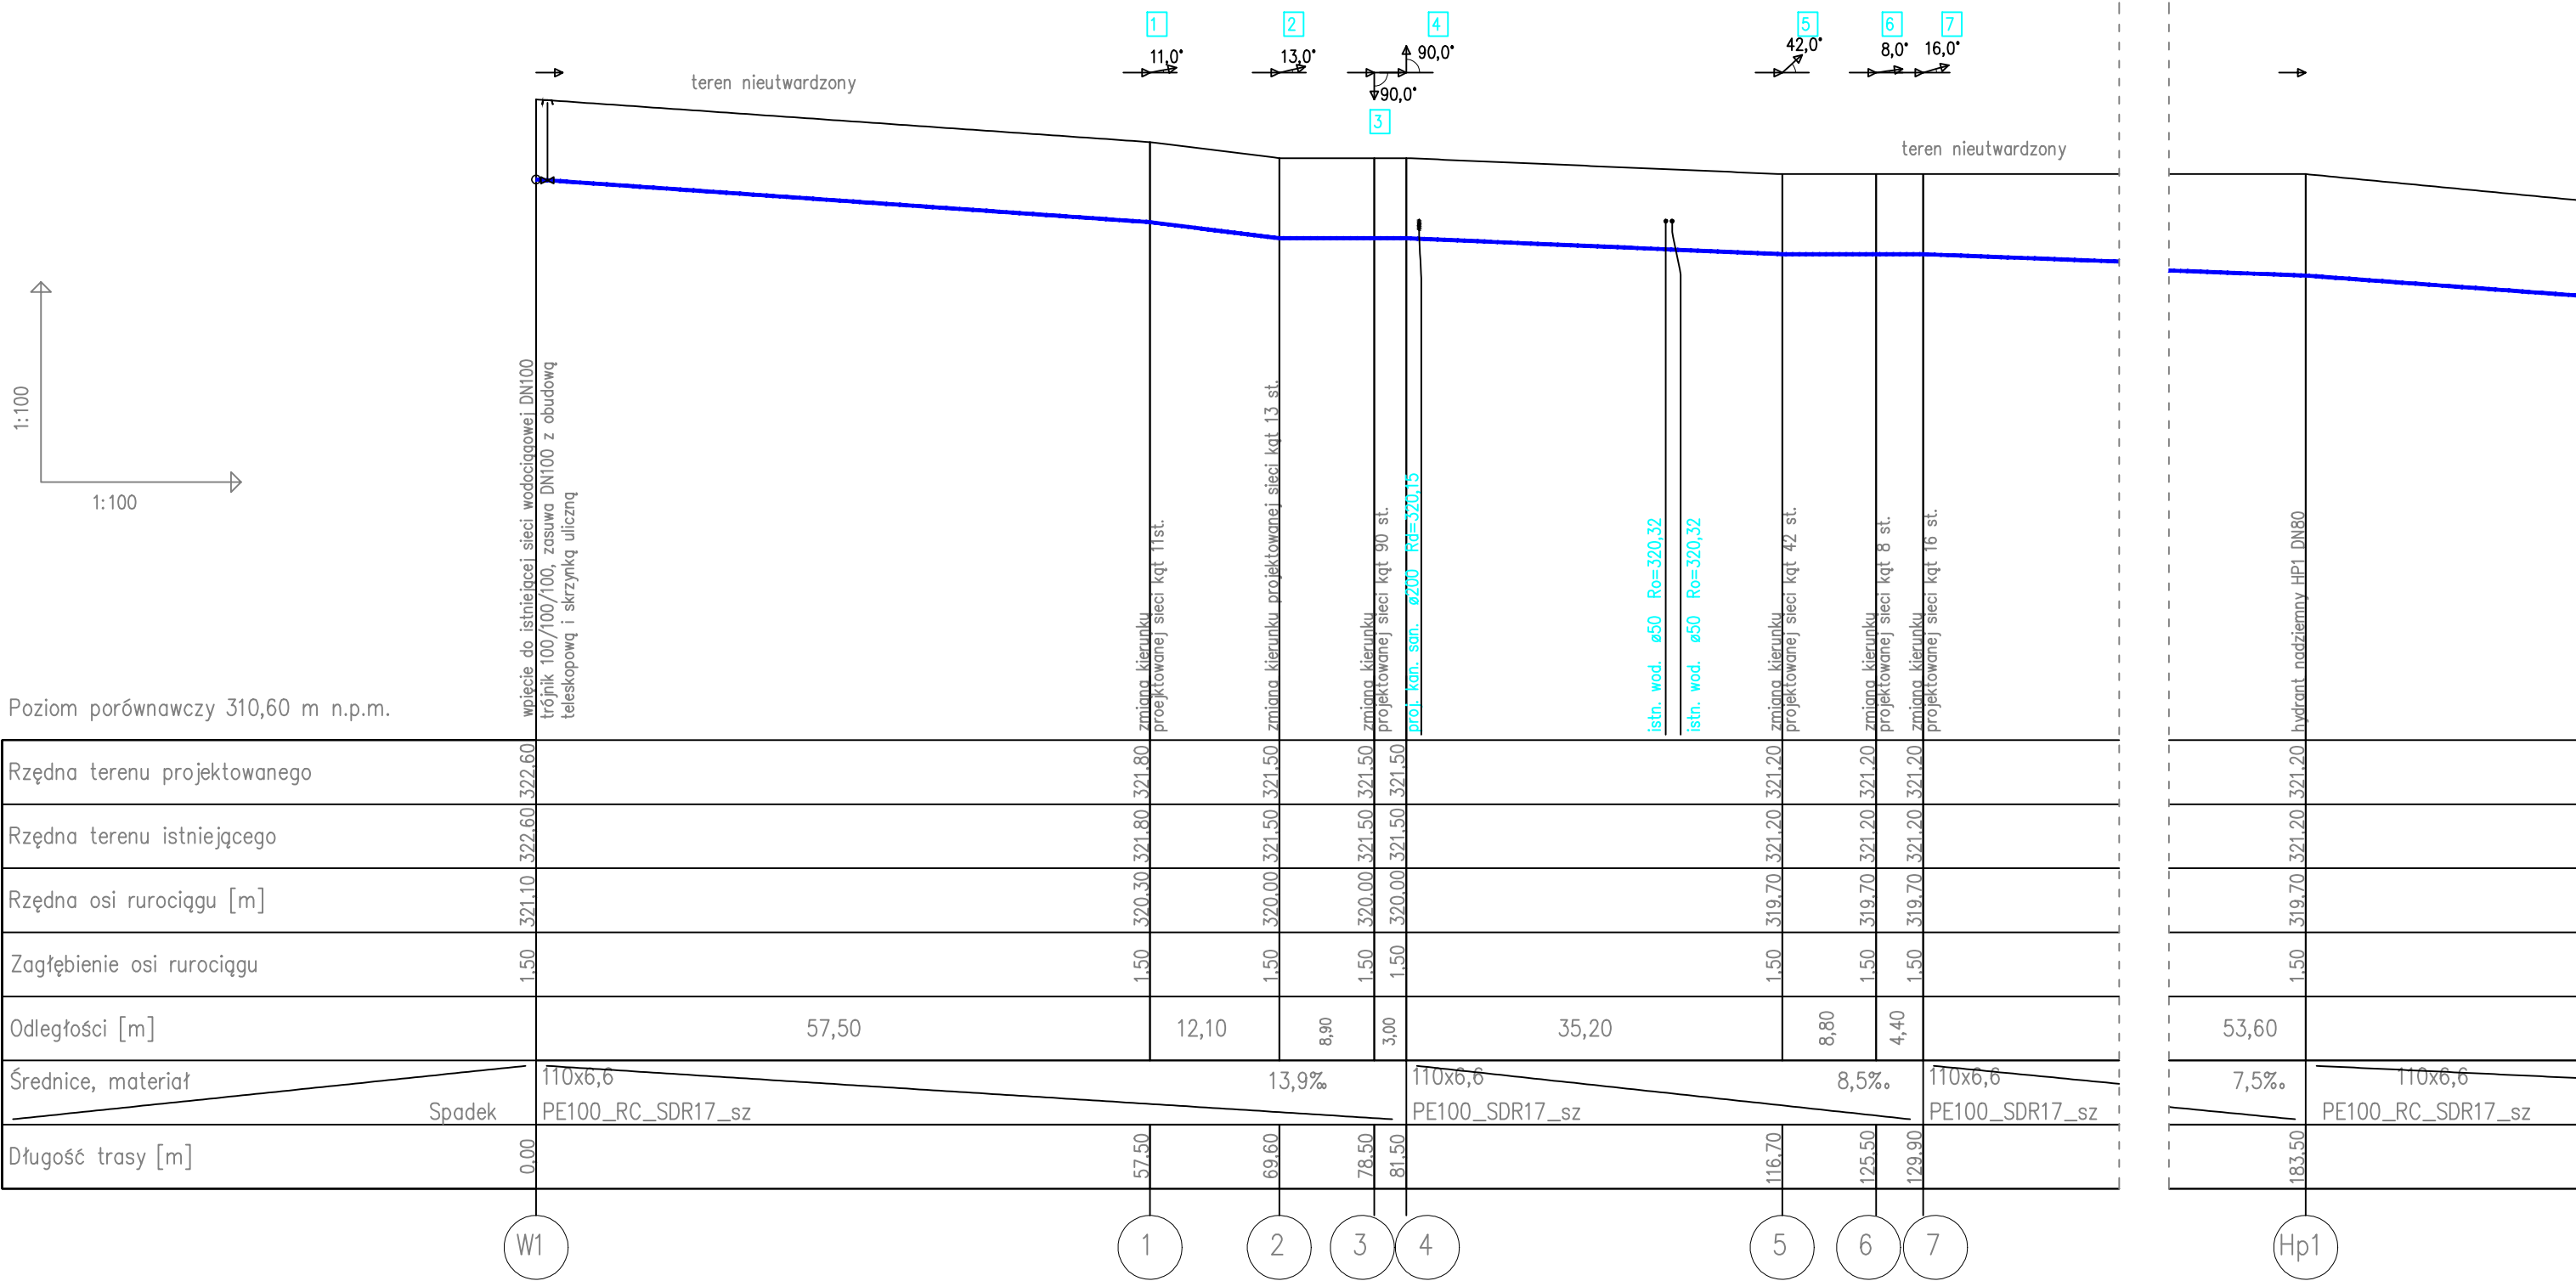 1
2
4
5
6
7
11,0°
13,0°
90,0°
42,0°
8,0°
16,0°
90,0°
3
teren nieutwardzony
teren nieutwardzony
1:100
1:100
wpięcie do istniejącej sieci wodociągowej DN100
trójnik 100/100/100, zasuwa DN100 z obudową
teleskopową i skrzynką uliczną
zmiana kierunku
proejktowanej sieci kąt 11st.
zmiana kierunku projektowanej sieci kąt 13 st.
zmiana kierunku
projektowanej sieci kąt 90 st.
proj. kan. san. ø200 Rd=320,15
istn. wod. ø50 Ro=320,32
istn. wod. ø50 Ro=320,32
zmiana kierunku
projektowanej sieci kąt 42 st.
zmiana kierunku
projektowanej sieci kąt 8 st.
zmiana kierunku
projektowanej sieci kąt 16 st.
hydrant nadziemny HP1 DN80
Poziom porównawczy 310,60 m n.p.m.
Rzędna terenu projektowanego 322,60 321,80 321,50 321,50 321,50 321,20 321,20 321,20 321,20
Rzędna terenu istniejącego 322,60 321,80 321,50 321,50 321,50 321,20 321,20 321,20 321,20
Rzędna osi rurociągu [m] 321,10 320,30 320,00 320,00 320,00 319,70 319,70 319,70 319,70
Zagłębienie osi rurociągu 1,50 1,50 1,50 1,50 1,50 1,50 1,50 1,50 1,50
Odległości [m] 57,50 12,10 8,90 3,00 35,20 8,80 4,40 53,60
Średnice, materiał 110x6,6 13,9‰ 110x6,6 8,5‰ 110x6,6 7,5‰ 110x6,6
Spadek PE100_RC_SDR17_sz PE100_SDR17_sz PE100_SDR17_sz PE100_RC_SDR17_sz
Długość trasy [m] 0,00 57,50 69,60 78,50 81,50 116,70 125,50 129,90 183,50
W1 1 2 3 4 5 6 7 Hp1